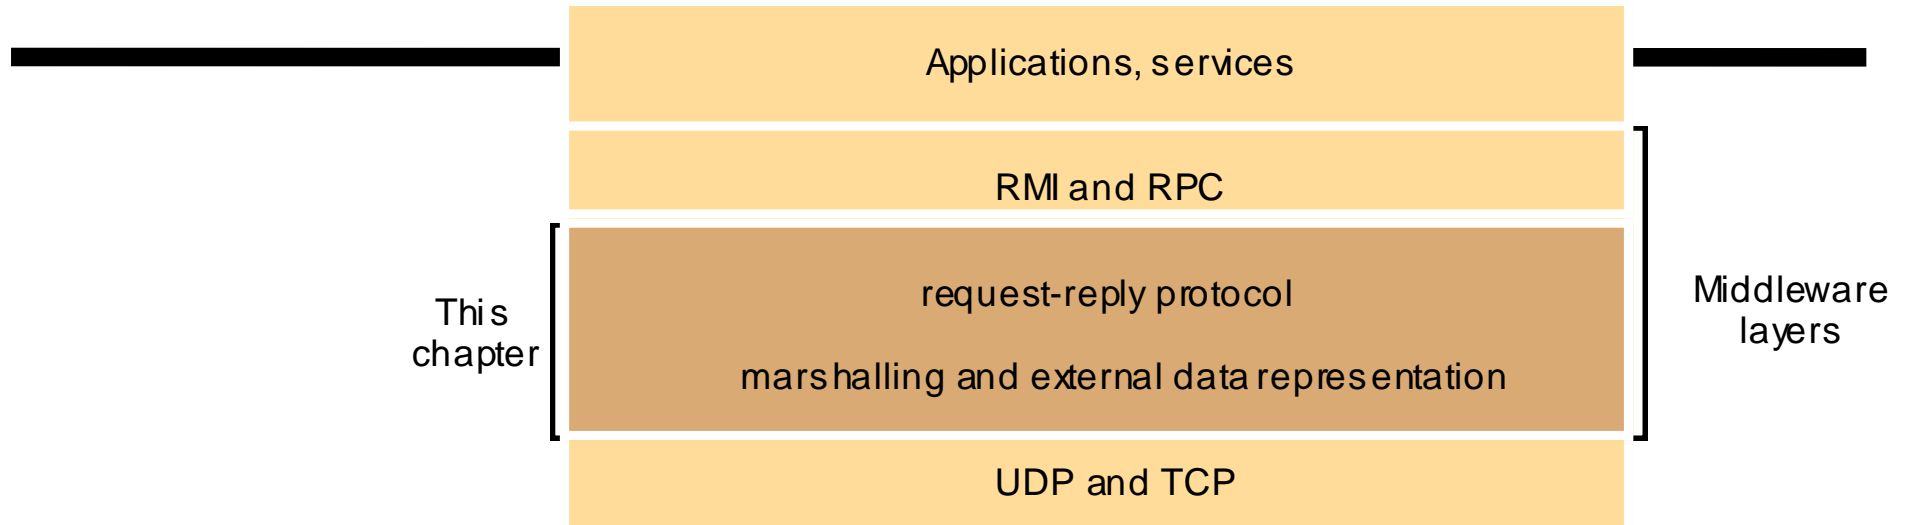 Applications, services
RMI and RPC
request-reply protocol
marshalling and external data representation
UDP and TCP
This
chapter
Middleware
layers